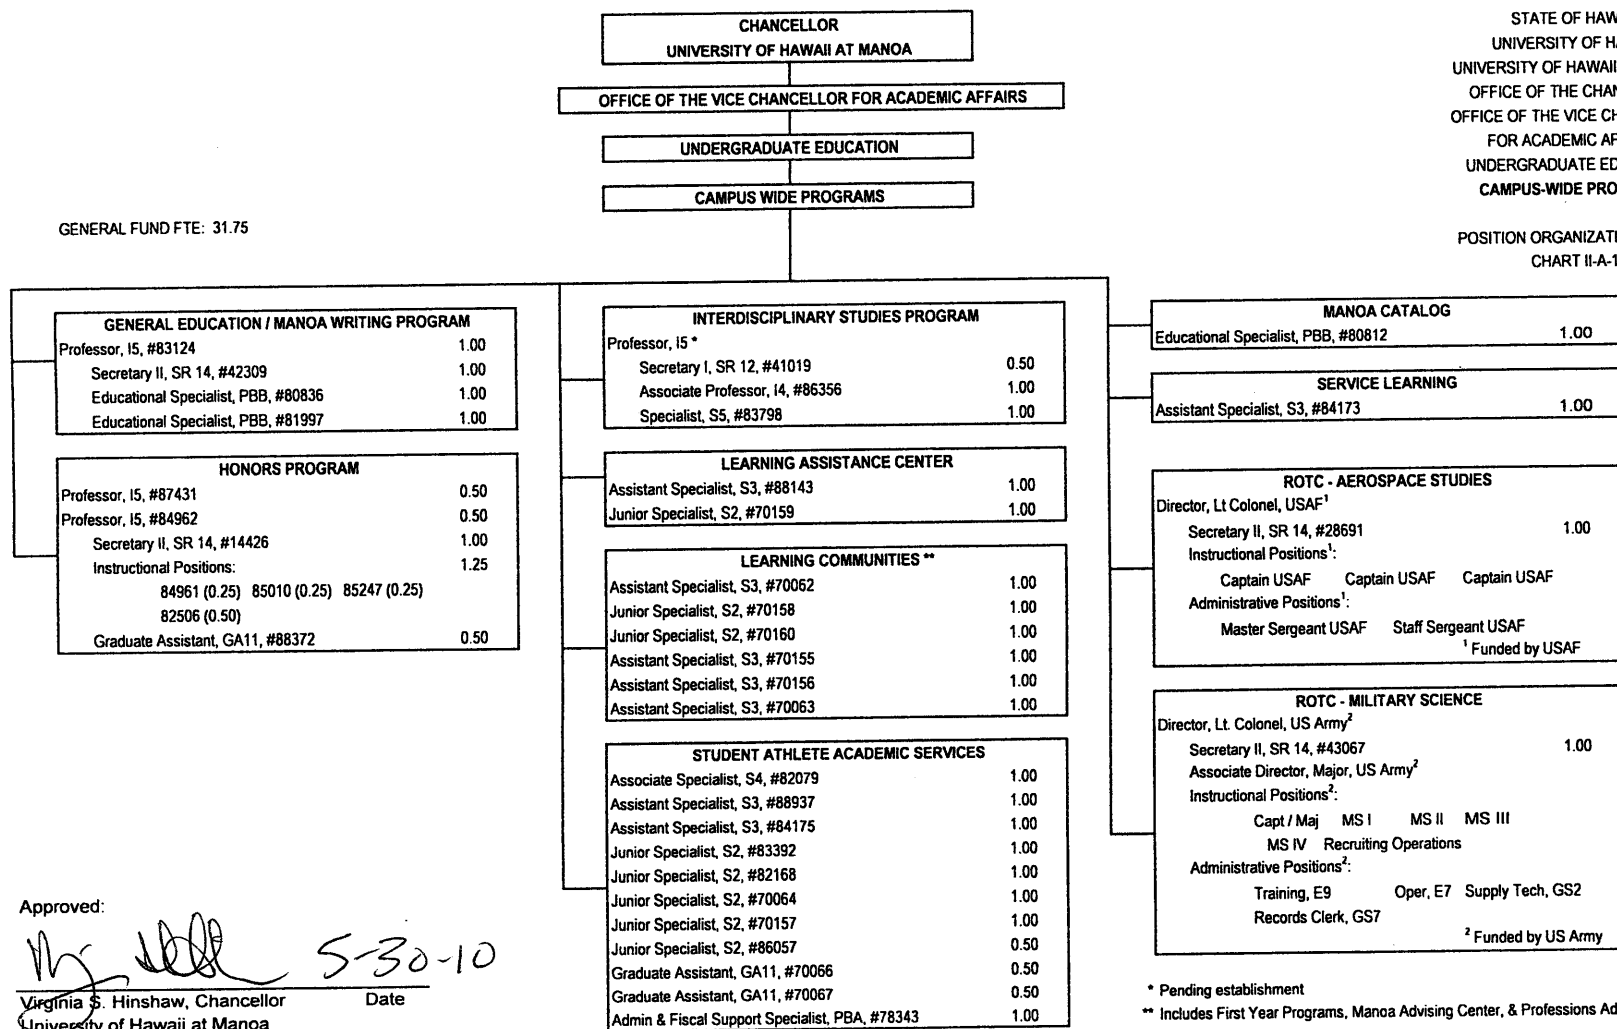 CHANCELLOR
UNIVERSITY OF HAWAII AT MANOA
OFFICE OF THE VICE CHANCELLOR FOR ACADEMIC AFFAIRS
UNDERGRADUATE EDUCATION
CAMPUS WIDE PROGRAMS
STATE OF HAW
UNIVERSITY OF HA
UNIVERSITY OF HAWAII
OFFICE OF THE CHAN
OFFICE OF THE VICE CH
FOR ACADEMIC AF
UNDERGRADUATE ED
CAMPUS-WIDE PRO
POSITION ORGANIZATI
CHART II-A-1
GENERAL FUND FTE: 31.75
GENERAL EDUCATION / MANOA WRITING PROGRAM
Professor, I5, #83124 1.00
Secretary II, SR 14, #42309 1.00
Educational Specialist, PBB, #80836 1.00
Educational Specialist, PBB, #81997 1.00
HONORS PROGRAM
Professor, I5, #87431 0.50
Professor, I5, #84962 0.50
Secretary II, SR 14, #14426 1.00
Instructional Positions: 1.25
84961 (0.25) 85010 (0.25) 85247 (0.25)
82506 (0.50)
Graduate Assistant, GA11, #88372 0.50
INTERDISCIPLINARY STUDIES PROGRAM
Professor, I5 *
Secretary I, SR 12, #41019 0.50
Associate Professor, I4, #86356 1.00
Specialist, S5, #83798 1.00
LEARNING ASSISTANCE CENTER
Assistant Specialist, S3, #88143 1.00
Junior Specialist, S2, #70159 1.00
LEARNING COMMUNITIES **
Assistant Specialist, S3, #70062 1.00
Junior Specialist, S2, #70158 1.00
Junior Specialist, S2, #70160 1.00
Assistant Specialist, S3, #70155 1.00
Assistant Specialist, S3, #70156 1.00
Assistant Specialist, S3, #70063 1.00
STUDENT ATHLETE ACADEMIC SERVICES
Associate Specialist, S4, #82079 1.00
Assistant Specialist, S3, #88937 1.00
Assistant Specialist, S3, #84175 1.00
Junior Specialist, S2, #83392 1.00
Junior Specialist, S2, #82168 1.00
Junior Specialist, S2, #70064 1.00
Junior Specialist, S2, #70157 1.00
Junior Specialist, S2, #86057 0.50
Graduate Assistant, GA11, #70066 0.50
Graduate Assistant, GA11, #70067 0.50
Admin & Fiscal Support Specialist, PBA, #78343 1.00
MANOA CATALOG
Educational Specialist, PBB, #80812 1.00
SERVICE LEARNING
Assistant Specialist, S3, #84173 1.00
ROTC - AEROSPACE STUDIES
Director, Lt Colonel, USAF¹
Secretary II, SR 14, #28691 1.00
Instructional Positions¹:
Captain USAF Captain USAF Captain USAF
Administrative Positions¹:
Master Sergeant USAF Staff Sergeant USAF
¹ Funded by USAF
ROTC - MILITARY SCIENCE
Director, Lt. Colonel, US Army²
Secretary II, SR 14, #43067 1.00
Associate Director, Major, US Army²
Instructional Positions²:
Capt / Maj MS I MS II MS III
MS IV Recruiting Operations
Administrative Positions²:
Training, E9 Oper, E7 Supply Tech, GS2
Records Clerk, GS7
² Funded by US Army
* Pending establishment
** Includes First Year Programs, Manoa Advising Center, & Professions Ad
Approved:
5-30-10
Virginia S. Hinshaw, Chancellor Date
University of Hawaii at Manoa